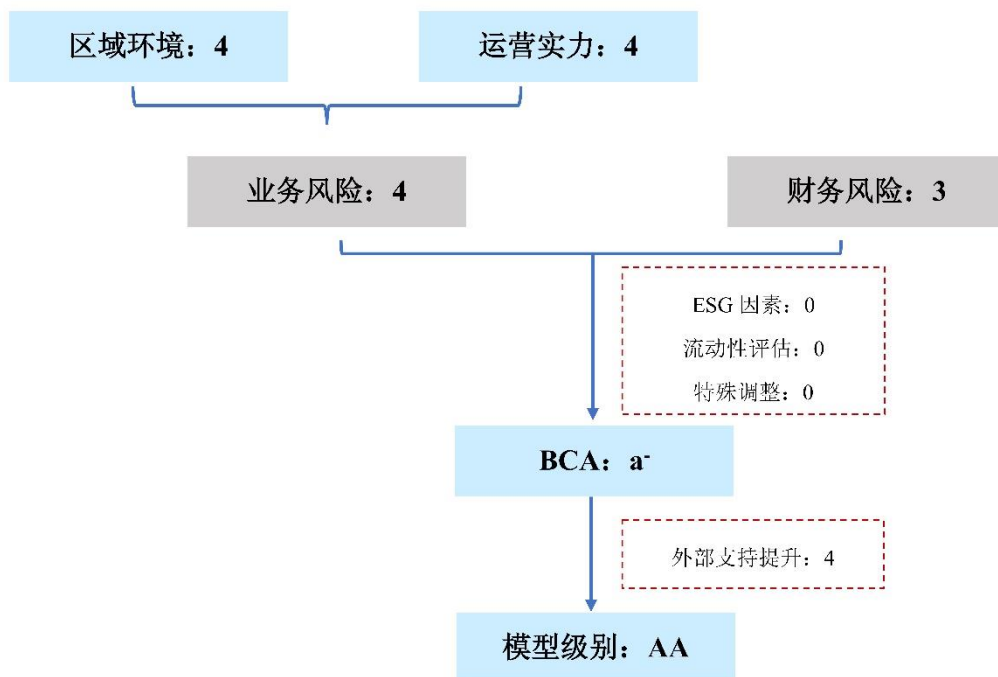 区域环境：4
运营实力：4
业务风险：4
财务风险：3
ESG 因素：0
流动性评估：0
特殊调整：0
BCA：a-
外部支持提升：4
模型级别：AA